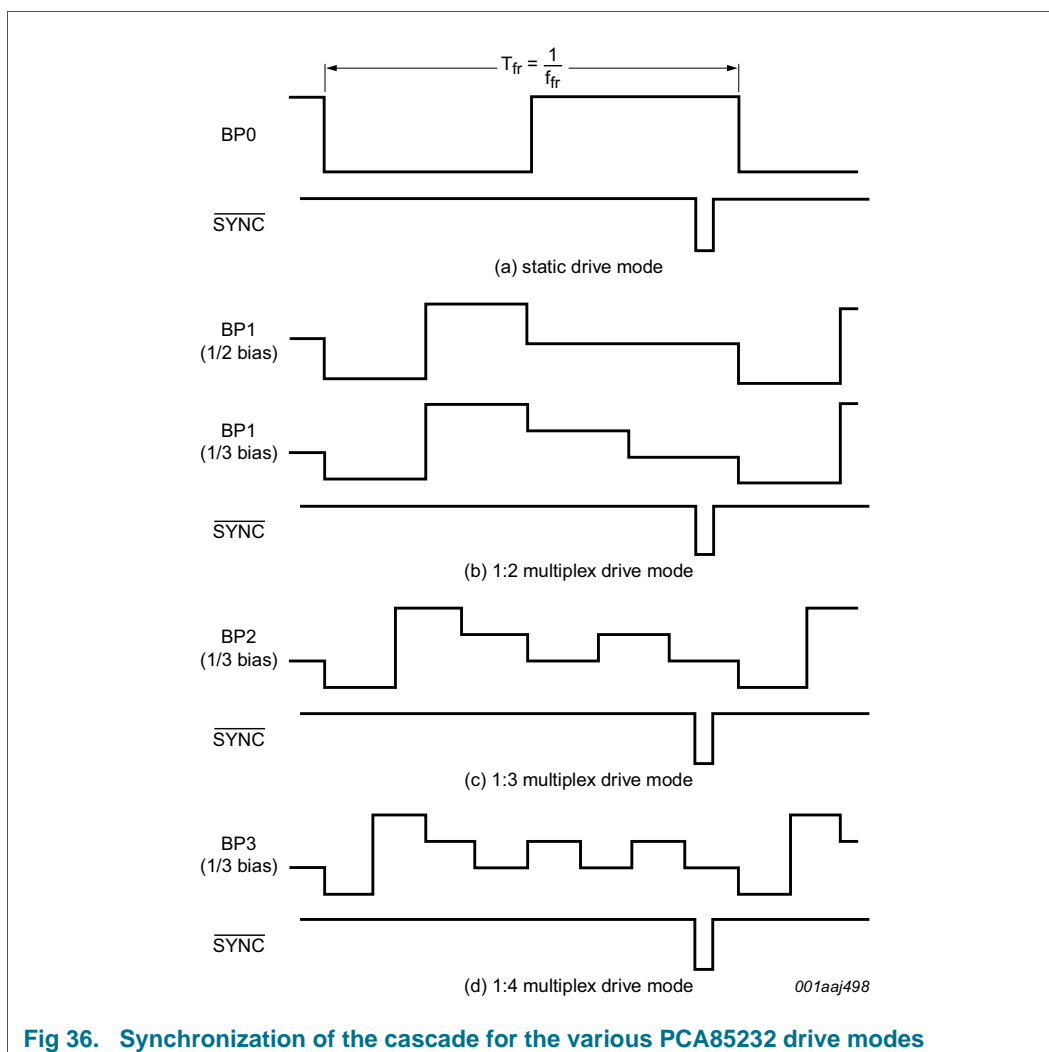 Tfr = 1/ffr
BP0
SYNC
(a) static drive mode
BP1
(1/2 bias)
BP1
(1/3 bias)
SYNC
(b) 1:2 multiplex drive mode
BP2
(1/3 bias)
SYNC
(c) 1:3 multiplex drive mode
BP3
(1/3 bias)
SYNC
(d) 1:4 multiplex drive mode
001aaj498
Fig 36. Synchronization of the cascade for the various PCA85232 drive modes